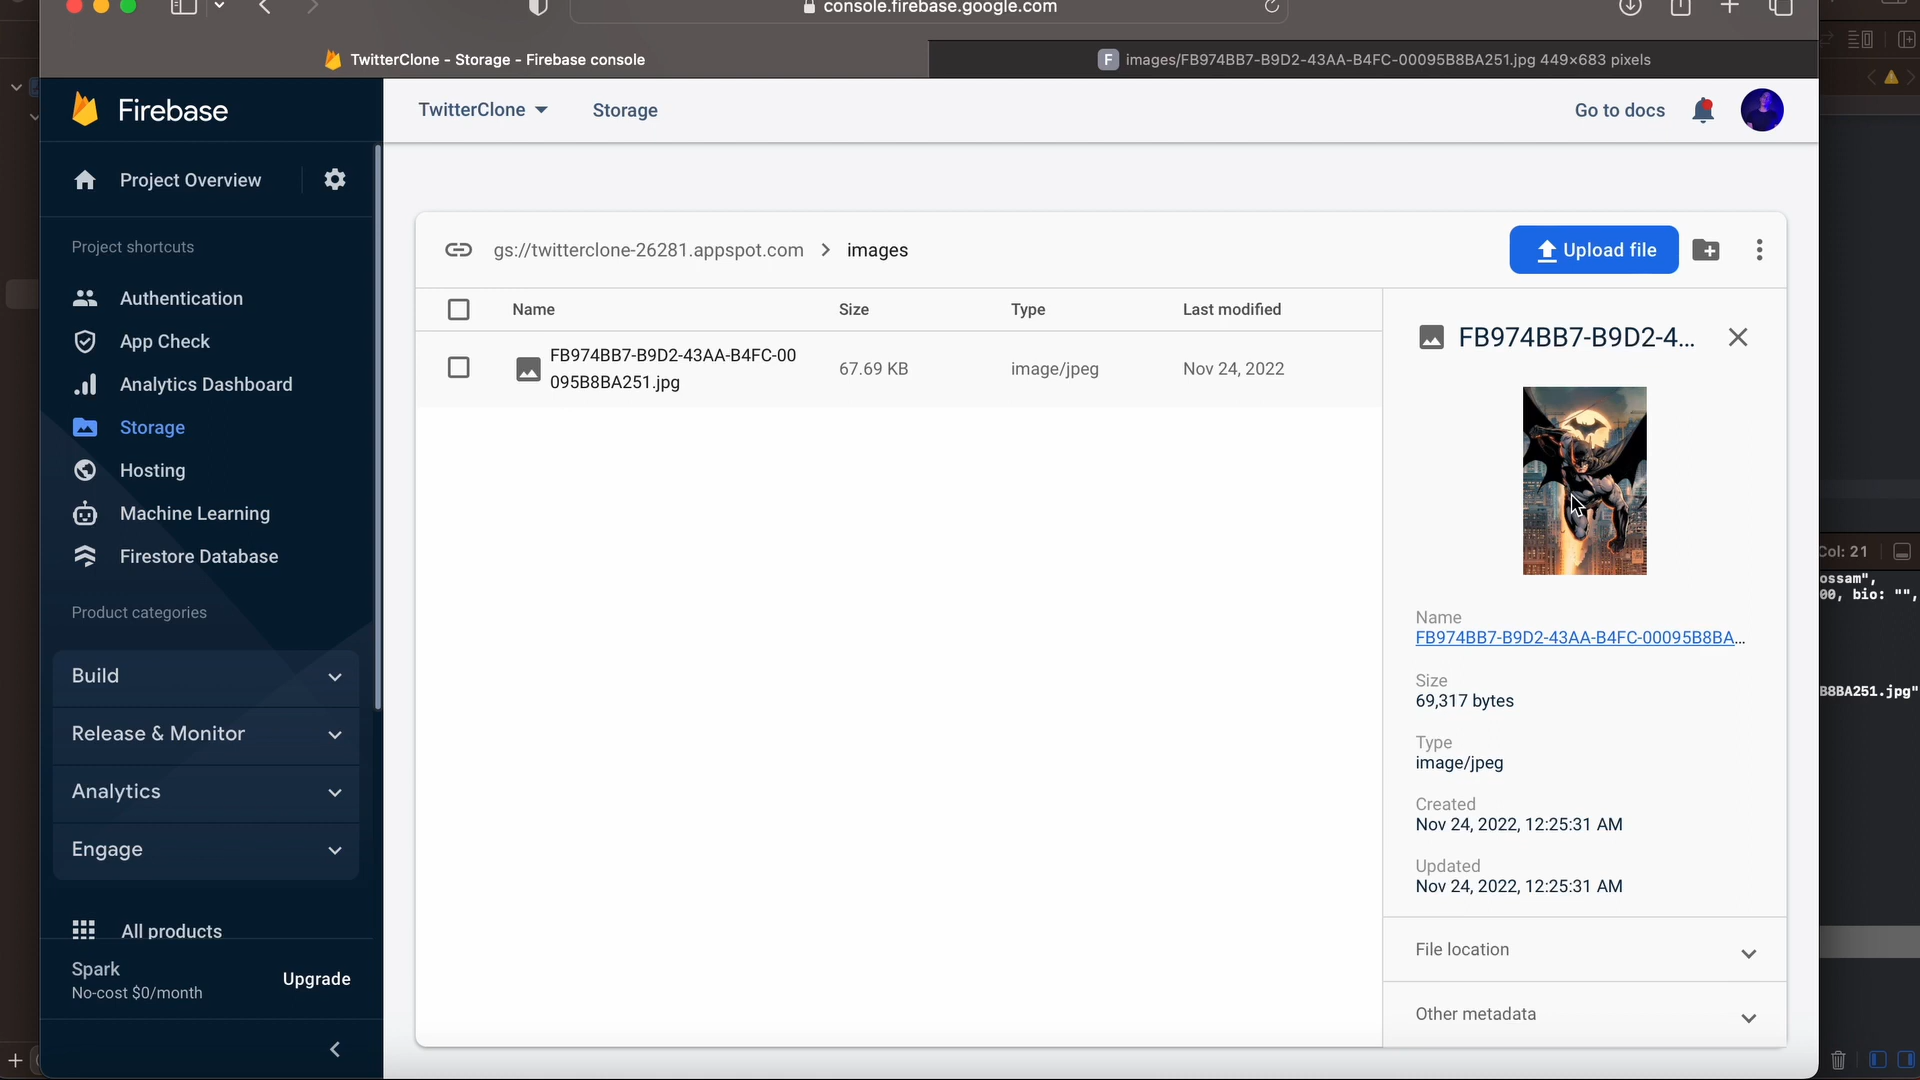 console.firebase.google.com
TwitterClone - Storage - Firebase console
F images/FB974BB7-B9D2-43AA-B4FC-00095B8BA251.jpg 449×683 pixels
Firebase
TwitterClone
Storage
Go to docs
Project Overview
Project shortcuts
Authentication
App Check
Analytics Dashboard
Storage
Hosting
Machine Learning
Firestore Database
Product categories
Build
Release & Monitor
Analytics
Engage
All products
Spark
No-cost $0/month
Upgrade
gs://twitterclone-26281.appspot.com > images
Upload file
Name Size Type Last modified
FB974BB7-B9D2-43AA-B4FC-00
095B8BA251.jpg
67.69 KB image/jpeg Nov 24, 2022
FB974BB7-B9D2-4...
Name
FB974BB7-B9D2-43AA-B4FC-00095B8BA...
Size
69,317 bytes
Type
image/jpeg
Created
Nov 24, 2022, 12:25:31 AM
Updated
Nov 24, 2022, 12:25:31 AM
File location
Other metadata
Col: 21
ossam",
00, bio: "",
B8BA251.jpg"